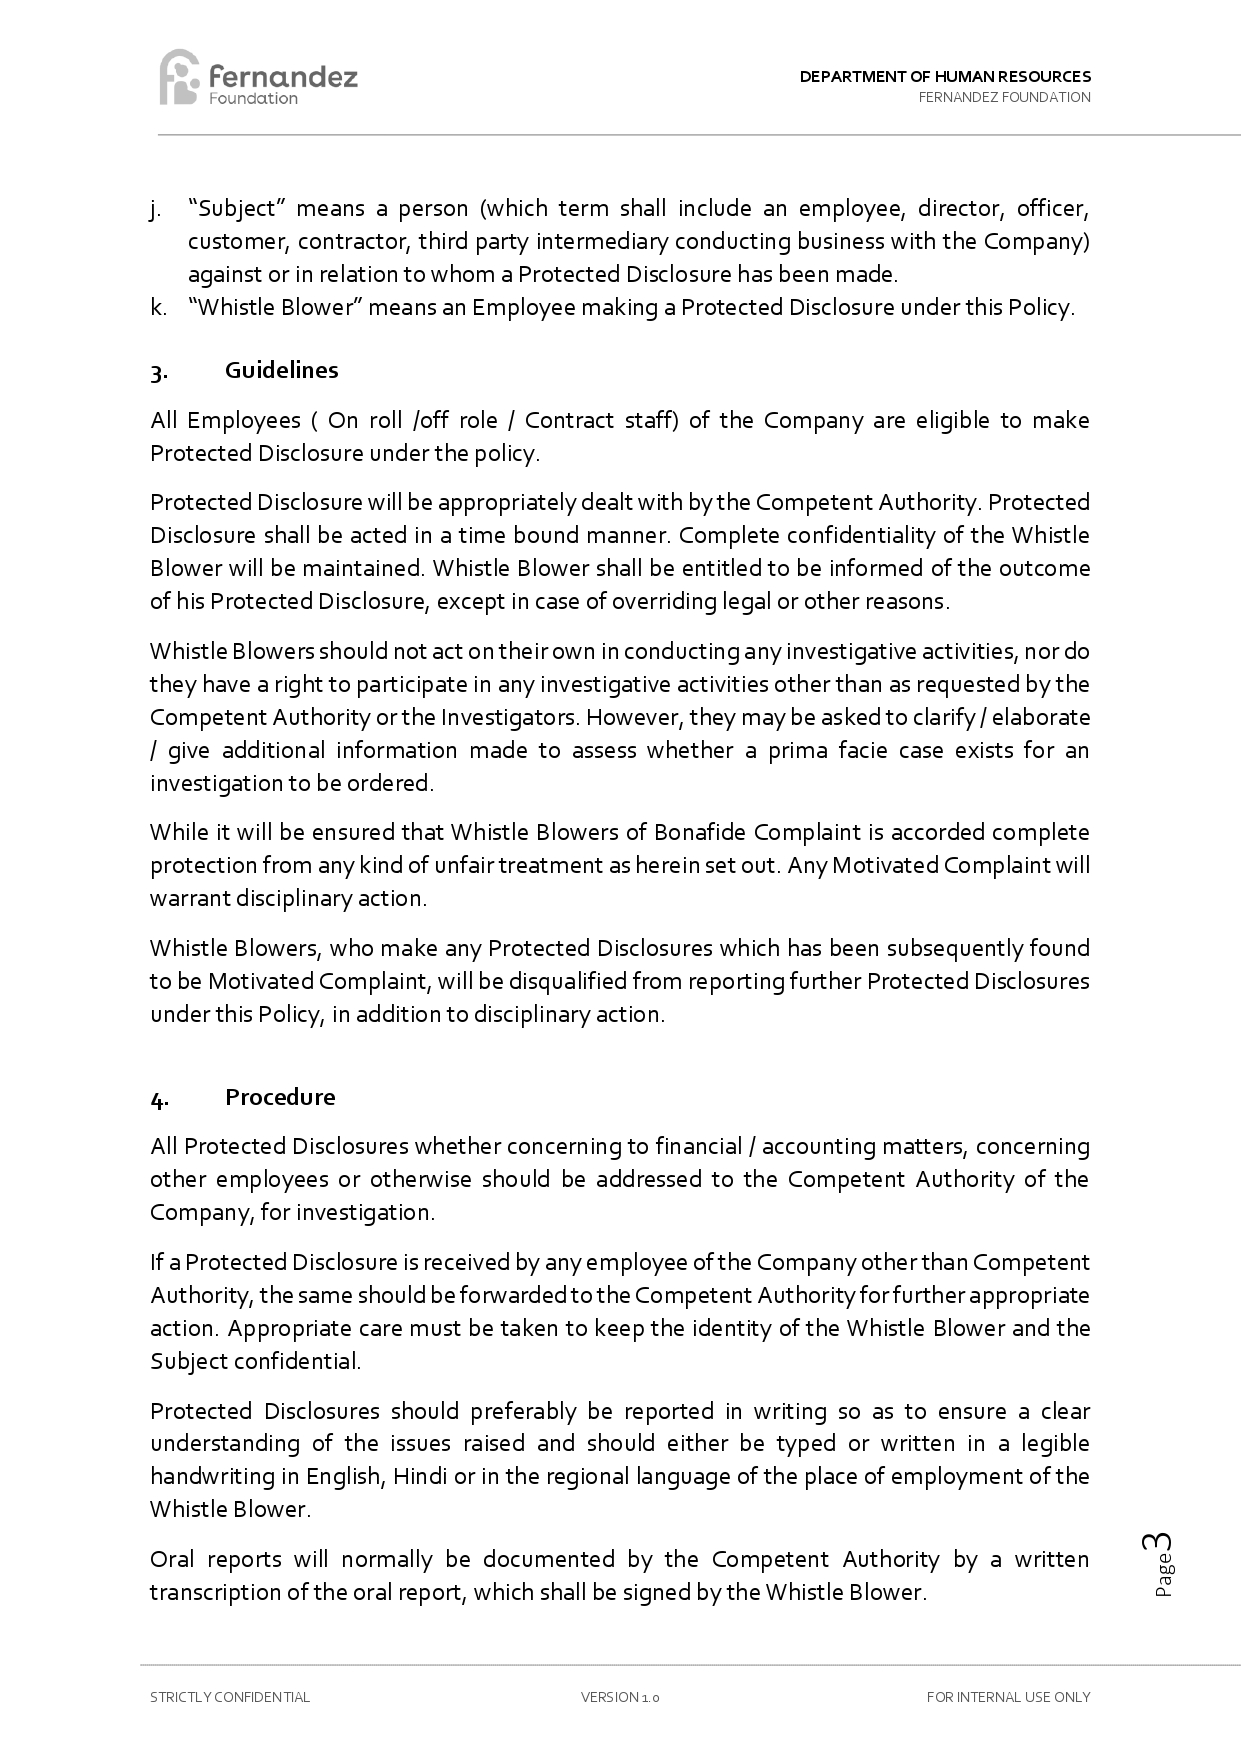 fernandez
Foundation
DEPARTMENT OF HUMAN RESOURCES
FERNANDEZ FOUNDATION
j. “Subject” means a person (which term shall include an employee, director, officer,
customer, contractor, third party intermediary conducting business with the Company)
against or in relation to whom a Protected Disclosure has been made.
k. “Whistle Blower” means an Employee making a Protected Disclosure under this Policy.
3. Guidelines
All Employees ( On roll /off role / Contract staff) of the Company are eligible to make
Protected Disclosure under the policy.
Protected Disclosure will be appropriately dealt with by the Competent Authority. Protected
Disclosure shall be acted in a time bound manner. Complete confidentiality of the Whistle
Blower will be maintained. Whistle Blower shall be entitled to be informed of the outcome
of his Protected Disclosure, except in case of overriding legal or other reasons.
Whistle Blowers should not act on their own in conducting any investigative activities, nor do
they have a right to participate in any investigative activities other than as requested by the
Competent Authority or the Investigators. However, they may be asked to clarify / elaborate
/ give additional information made to assess whether a prima facie case exists for an
investigation to be ordered.
While it will be ensured that Whistle Blowers of Bonafide Complaint is accorded complete
protection from any kind of unfair treatment as herein set out. Any Motivated Complaint will
warrant disciplinary action.
Whistle Blowers, who make any Protected Disclosures which has been subsequently found
to be Motivated Complaint, will be disqualified from reporting further Protected Disclosures
under this Policy, in addition to disciplinary action.
4. Procedure
All Protected Disclosures whether concerning to financial / accounting matters, concerning
other employees or otherwise should be addressed to the Competent Authority of the
Company, for investigation.
If a Protected Disclosure is received by any employee of the Company other than Competent
Authority, the same should be forwarded to the Competent Authority for further appropriate
action. Appropriate care must be taken to keep the identity of the Whistle Blower and the
Subject confidential.
Protected Disclosures should preferably be reported in writing so as to ensure a clear
understanding of the issues raised and should either be typed or written in a legible
handwriting in English, Hindi or in the regional language of the place of employment of the
Whistle Blower.
Oral reports will normally be documented by the Competent Authority by a written
transcription of the oral report, which shall be signed by the Whistle Blower.
Page3
STRICTLY CONFIDENTIAL
VERSION 1.0
FOR INTERNAL USE ONLY